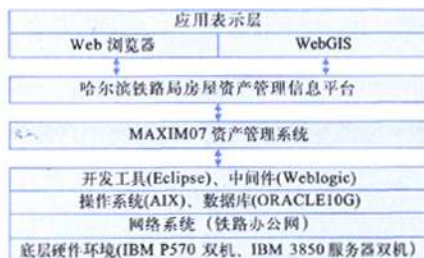 应用表示层
Web 浏览器 WebGIS
哈尔滨铁路局房屋资产管理信息平台
MAXIM07 资产管理系统
开发工具(Eclipse)、中间件(Weblogic)
操作系统(AIX)、数据库(ORACLE10G)
网络系统（铁路办公网）
底层硬件环境(IBM P570 双机、IBM 3850 服务器双机)